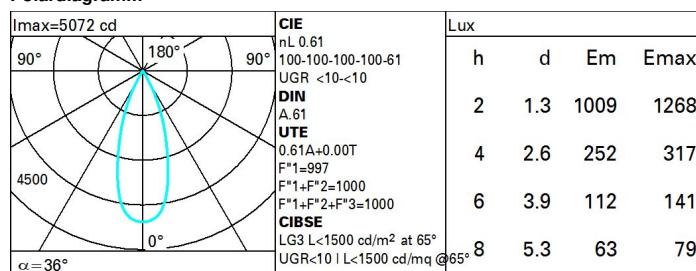 Imax=5072 cd
90°
180°
90°
4500
0°
α=36°
CIE
nL 0.61
100-100-100-100-61
UGR <10-<10
DIN
A.61
UTE
0.61A+0.00T
F"1=997
F"1+F"2=1000
F"1+F"2+F"3=1000
CIBSE
LG3 L<1500 cd/m² at 65°
UGR<10 | L<1500 cd/mq @65°
Lux
h d Em Emax
2 1.3 1009 1268
4 2.6 252 317
6 3.9 112 141
8 5.3 63 79